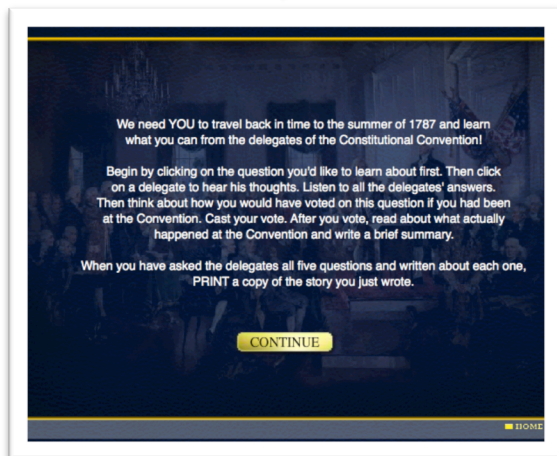 We need YOU to travel back in time to the summer of 1787 and learn
what you can from the delegates of the Constitutional Convention!
Begin by clicking on the question you'd like to learn about first. Then click
on a delegate to hear his thoughts. Listen to all the delegates' answers.
Then think about how you would have voted on this question if you had been
at the Convention. Cast your vote. After you vote, read about what actually
happened at the Convention and write a brief summary.
When you have asked the delegates all five questions and written about each one,
PRINT a copy of the story you just wrote.
CONTINUE
HOME